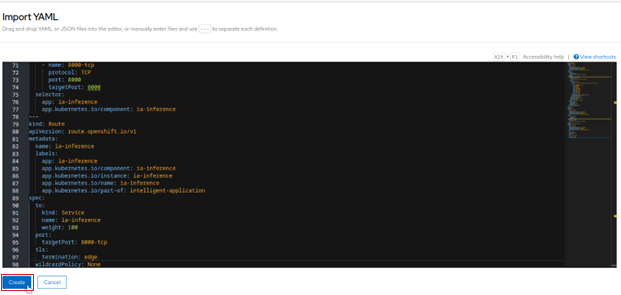 Import YAML
Drag and drop YAML or JSON files into the editor, or manually enter files and use --- to separate each definition.
Alt + F1 Accessibility help | View shortcuts
71 - name: 8000-tcp
72 protocol: TCP
73 port: 8000
74 targetPort: 8000
75 selector:
76 app: ia-inference
77 app.kubernetes.io/component: ia-inference
78 ---
79 kind: Route
80 apiVersion: route.openshift.io/v1
81 metadata:
82 name: ia-inference
83 labels:
84 app: ia-inference
85 app.kubernetes.io/component: ia-inference
86 app.kubernetes.io/instance: ia-inference
87 app.kubernetes.io/name: ia-inference
88 app.kubernetes.io/part-of: intelligent-application
89 spec:
90 to:
91 kind: Service
92 name: ia-inference
93 weight: 100
94 port:
95 targetPort: 8000-tcp
96 tls:
97 termination: edge
98 wildcardPolicy: None
Create Cancel